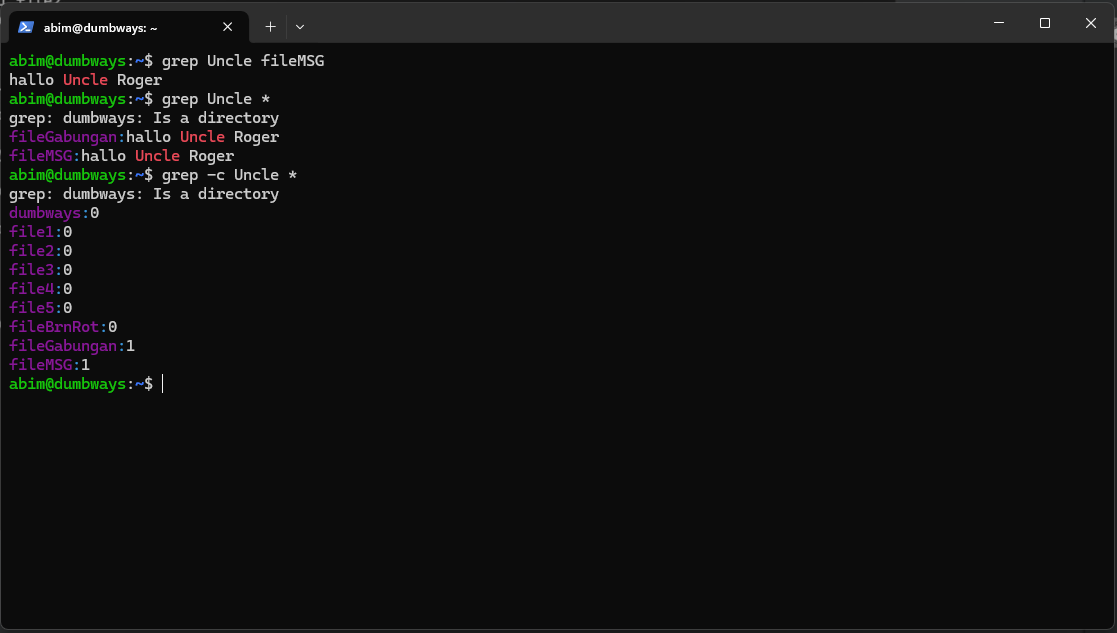 abim@dumbways: ~
abim@dumbways:~$ grep Uncle fileMSG
hallo Uncle Roger
abim@dumbways:~$ grep Uncle *
grep: dumbways: Is a directory
fileGabungan:hallo Uncle Roger
fileMSG:hallo Uncle Roger
abim@dumbways:~$ grep -c Uncle *
grep: dumbways: Is a directory
dumbways:0
file1:0
file2:0
file3:0
file4:0
file5:0
fileBrnRot:0
fileGabungan:1
fileMSG:1
abim@dumbways:~$